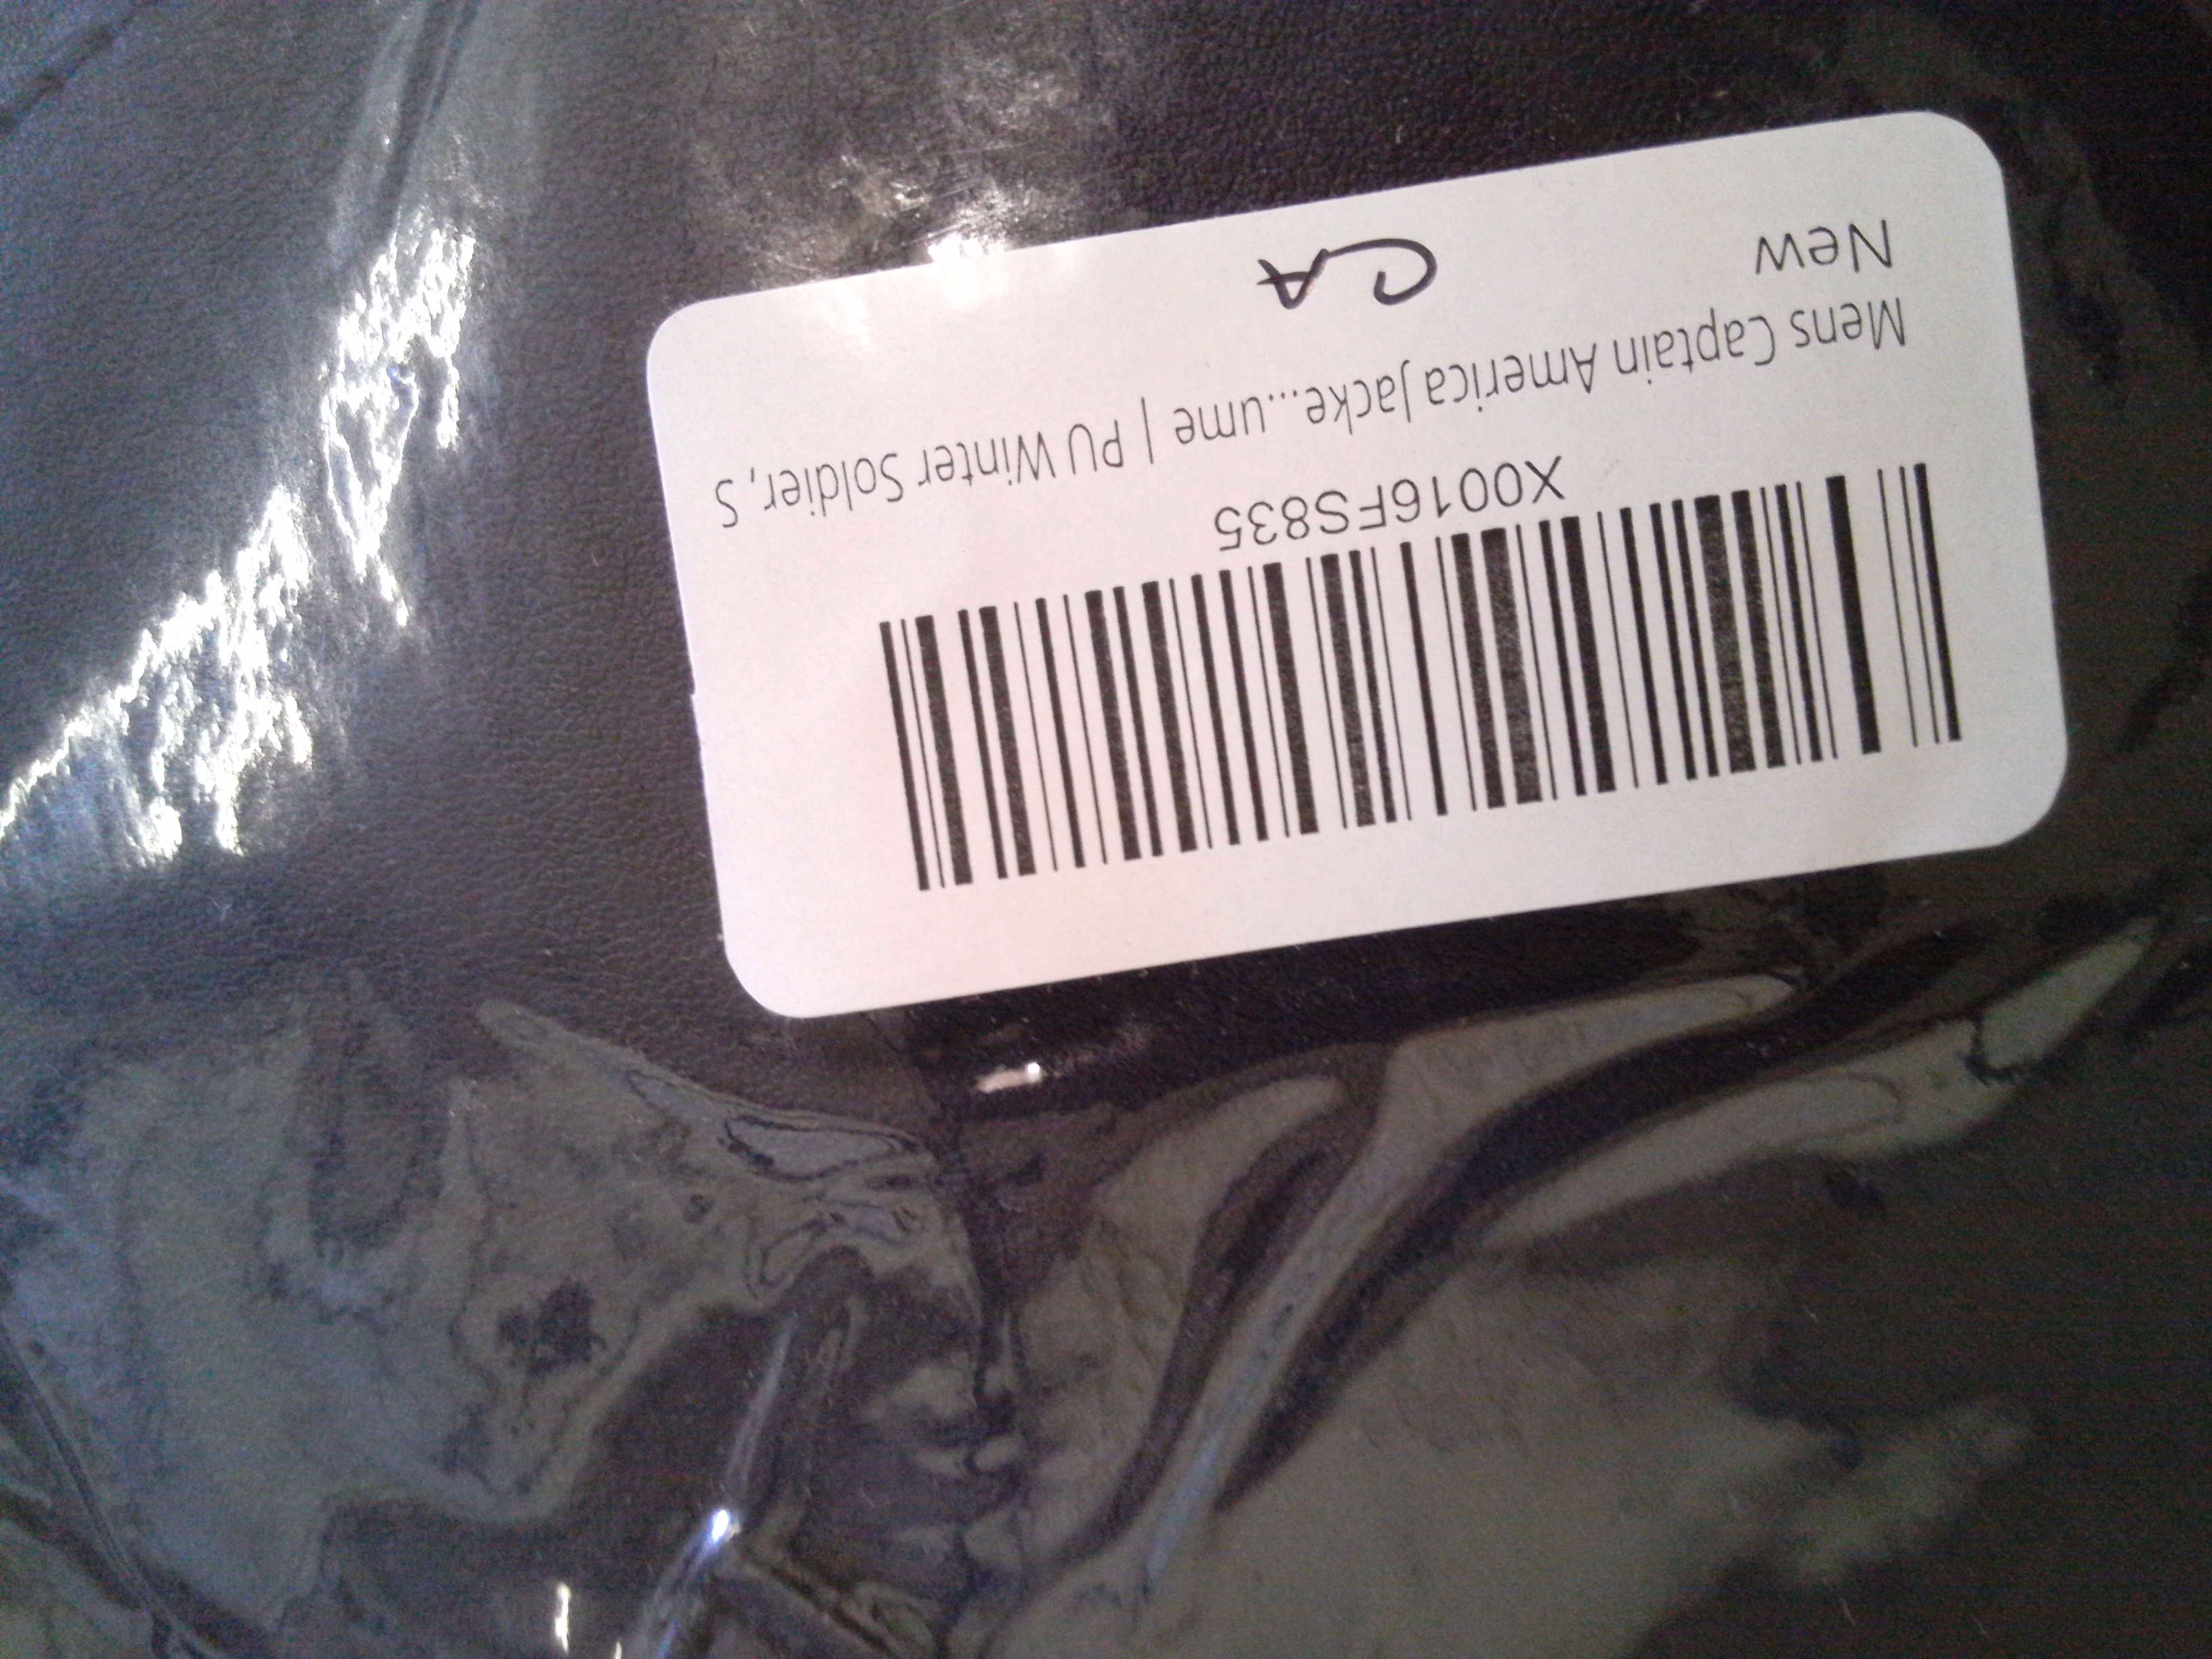 X0016FS835
Mens Captain America Jacke...ume | PU Winter Soldier, S
New
CA